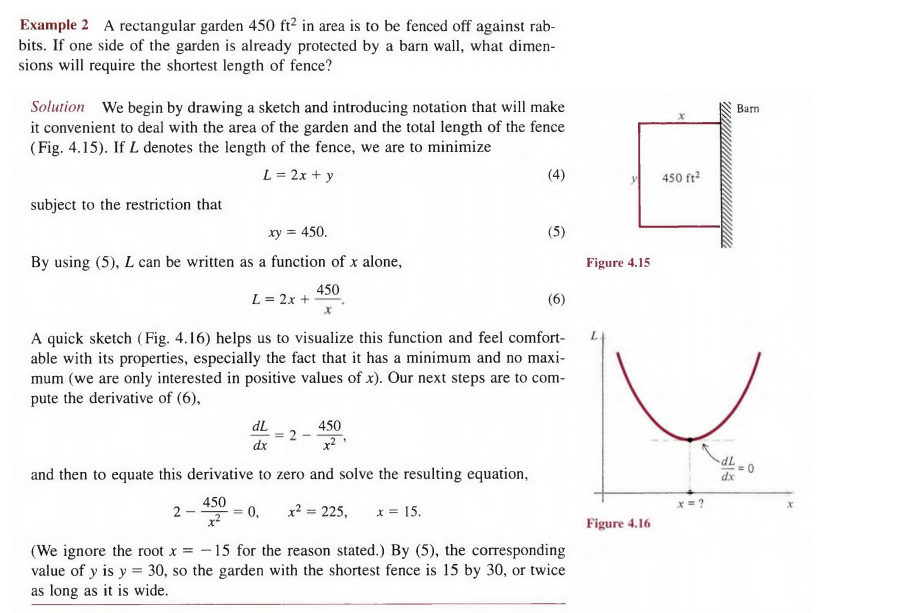 Example 2 A rectangular garden 450 ft² in area is to be fenced off against rab-
bits. If one side of the garden is already protected by a barn wall, what dimen-
sions will require the shortest length of fence?
Solution We begin by drawing a sketch and introducing notation that will make
it convenient to deal with the area of the garden and the total length of the fence
(Fig. 4.15). If L denotes the length of the fence, we are to minimize
L = 2x + y (4)
subject to the restriction that
xy = 450. (5)
By using (5), L can be written as a function of x alone,
L = 2x + 450/x. (6)
A quick sketch (Fig. 4.16) helps us to visualize this function and feel comfort-
able with its properties, especially the fact that it has a minimum and no maxi-
mum (we are only interested in positive values of x). Our next steps are to com-
pute the derivative of (6),
dL/dx = 2 − 450/x²,
and then to equate this derivative to zero and solve the resulting equation,
2 − 450/x² = 0, x² = 225, x = 15.
(We ignore the root x = −15 for the reason stated.) By (5), the corresponding
value of y is y = 30, so the garden with the shortest fence is 15 by 30, or twice
as long as it is wide.
x
Barn
y
450 ft²
Figure 4.15
L
dL/dx = 0
x = ?
x
Figure 4.16